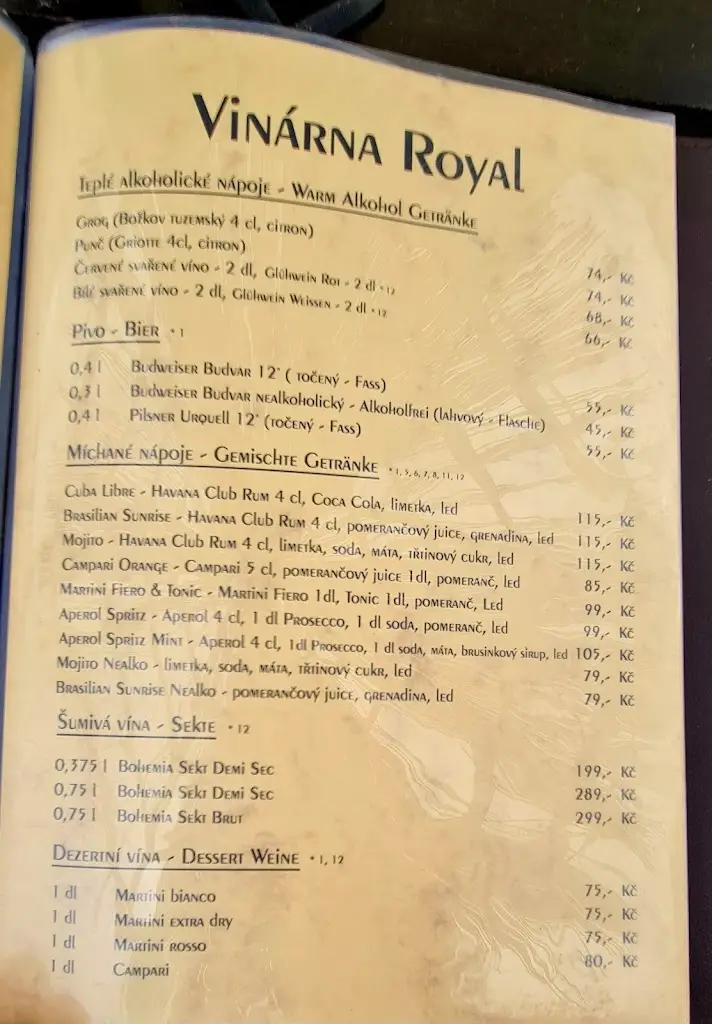 Vinárna Royal
Teplé alkoholické nápoje - Warm Alkohol Getränke
Grog (Božkov tuzemský 4 cl, citron) 74,- Kč
Punč (Griotte 4cl, citron) 74,- Kč
Červené svařené víno - 2 dl, Glühwein Rot - 2 dl • 12 68,- Kč
Bílé svařené víno - 2 dl, Glühwein Weissen - 2 dl • 12 66,- Kč
Pivo - Bier • 1
0,4 l Budweiser Budvar 12° ( točený - Fass) 55,- Kč
0,3 l Budweiser Budvar nealkoholický - Alkoholfrei (lahvový - Flasche) 45,- Kč
0,4 l Pilsner Urquell 12° (točený - Fass) 55,- Kč
Míchané nápoje - Gemischte Getränke • 1, 5, 6, 7, 8, 11, 12
Cuba Libre - Havana Club Rum 4 cl, Coca Cola, limetka, led 115,- Kč
Brasilian Sunrise - Havana Club Rum 4 cl, pomerančový juice, grenadina, led 115,- Kč
Mojito - Havana Club Rum 4 cl, limetka, soda, máta, třtinový cukr, led 115,- Kč
Campari Orange - Campari 5 cl, pomerančový juice 1dl, pomeranč, led 85,- Kč
Martini Fiero & Tonic - Martini Fiero 1dl, Tonic 1dl, pomeranč, Led 99,- Kč
Aperol Spritz - Aperol 4 cl, 1 dl Prosecco, 1 dl soda, pomeranč, led 99,- Kč
Aperol Spritz Mint - Aperol 4 cl, 1dl Prosecco, 1 dl soda, máta, brusinkový sirup, led 105,- Kč
Mojito Nealko - limetka, soda, máta, třtinový cukr, led 79,- Kč
Brasilian Sunrise Nealko - pomerančový juice, grenadina, led 79,- Kč
Šumivá vína - Sekte • 12
0,375 l Bohemia Sekt Demi Sec 199,- Kč
0,75 l Bohemia Sekt Demi Sec 289,- Kč
0,75 l Bohemia Sekt Brut 299,- Kč
Dezertní vína - Dessert Weine • 1, 12
1 dl Martini bianco 75,- Kč
1 dl Martini extra dry 75,- Kč
1 dl Martini rosso 75,- Kč
1 dl Campari 80,- Kč